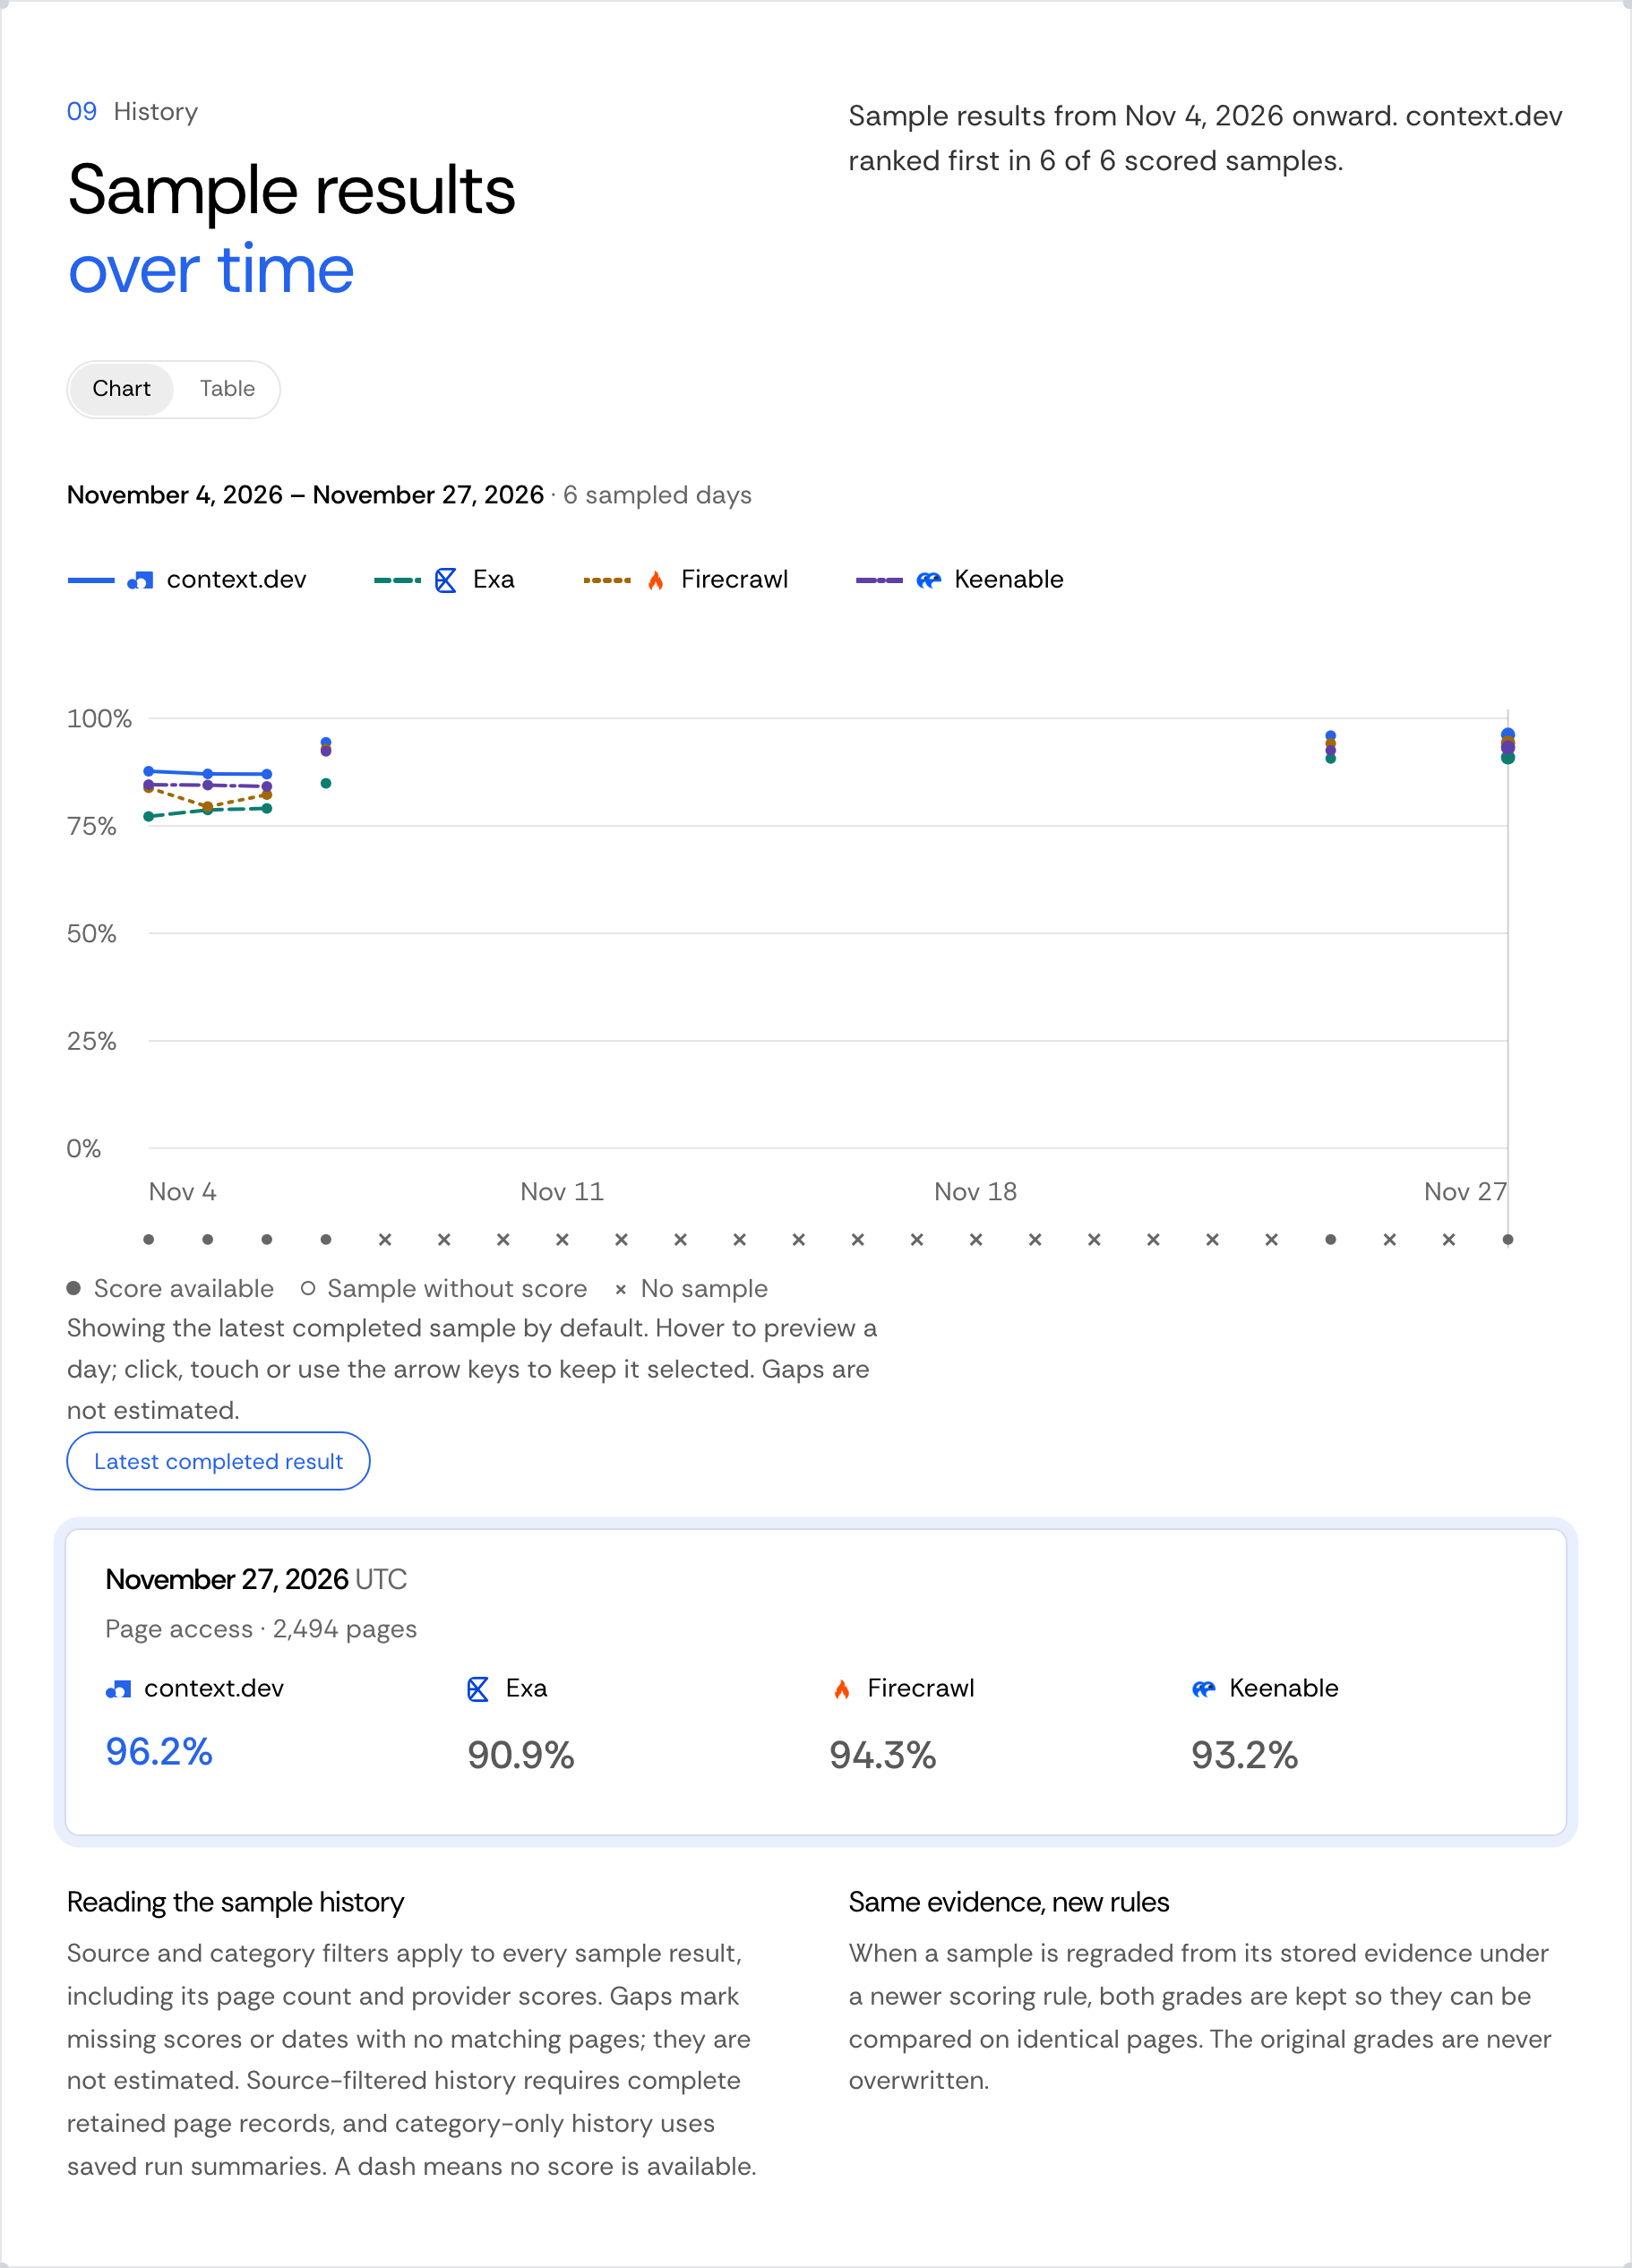 09 History
Sample results
over time
Sample results from Nov 4, 2026 onward. context.dev
ranked first in 6 of 6 scored samples.
Chart Table
November 4, 2026 – November 27, 2026 · 6 sampled days
context.dev Exa Firecrawl Keenable
100%
75%
50%
25%
0%
Nov 4 Nov 11 Nov 18 Nov 27
Score available Sample without score × No sample
Showing the latest completed sample by default. Hover to preview a
day; click, touch or use the arrow keys to keep it selected. Gaps are
not estimated.
Latest completed result
November 27, 2026 UTC
Page access · 2,494 pages
context.dev Exa Firecrawl Keenable
96.2% 90.9% 94.3% 93.2%
Reading the sample history
Source and category filters apply to every sample result,
including its page count and provider scores. Gaps mark
missing scores or dates with no matching pages; they are
not estimated. Source-filtered history requires complete
retained page records, and category-only history uses
saved run summaries. A dash means no score is available.
Same evidence, new rules
When a sample is regraded from its stored evidence under
a newer scoring rule, both grades are kept so they can be
compared on identical pages. The original grades are never
overwritten.